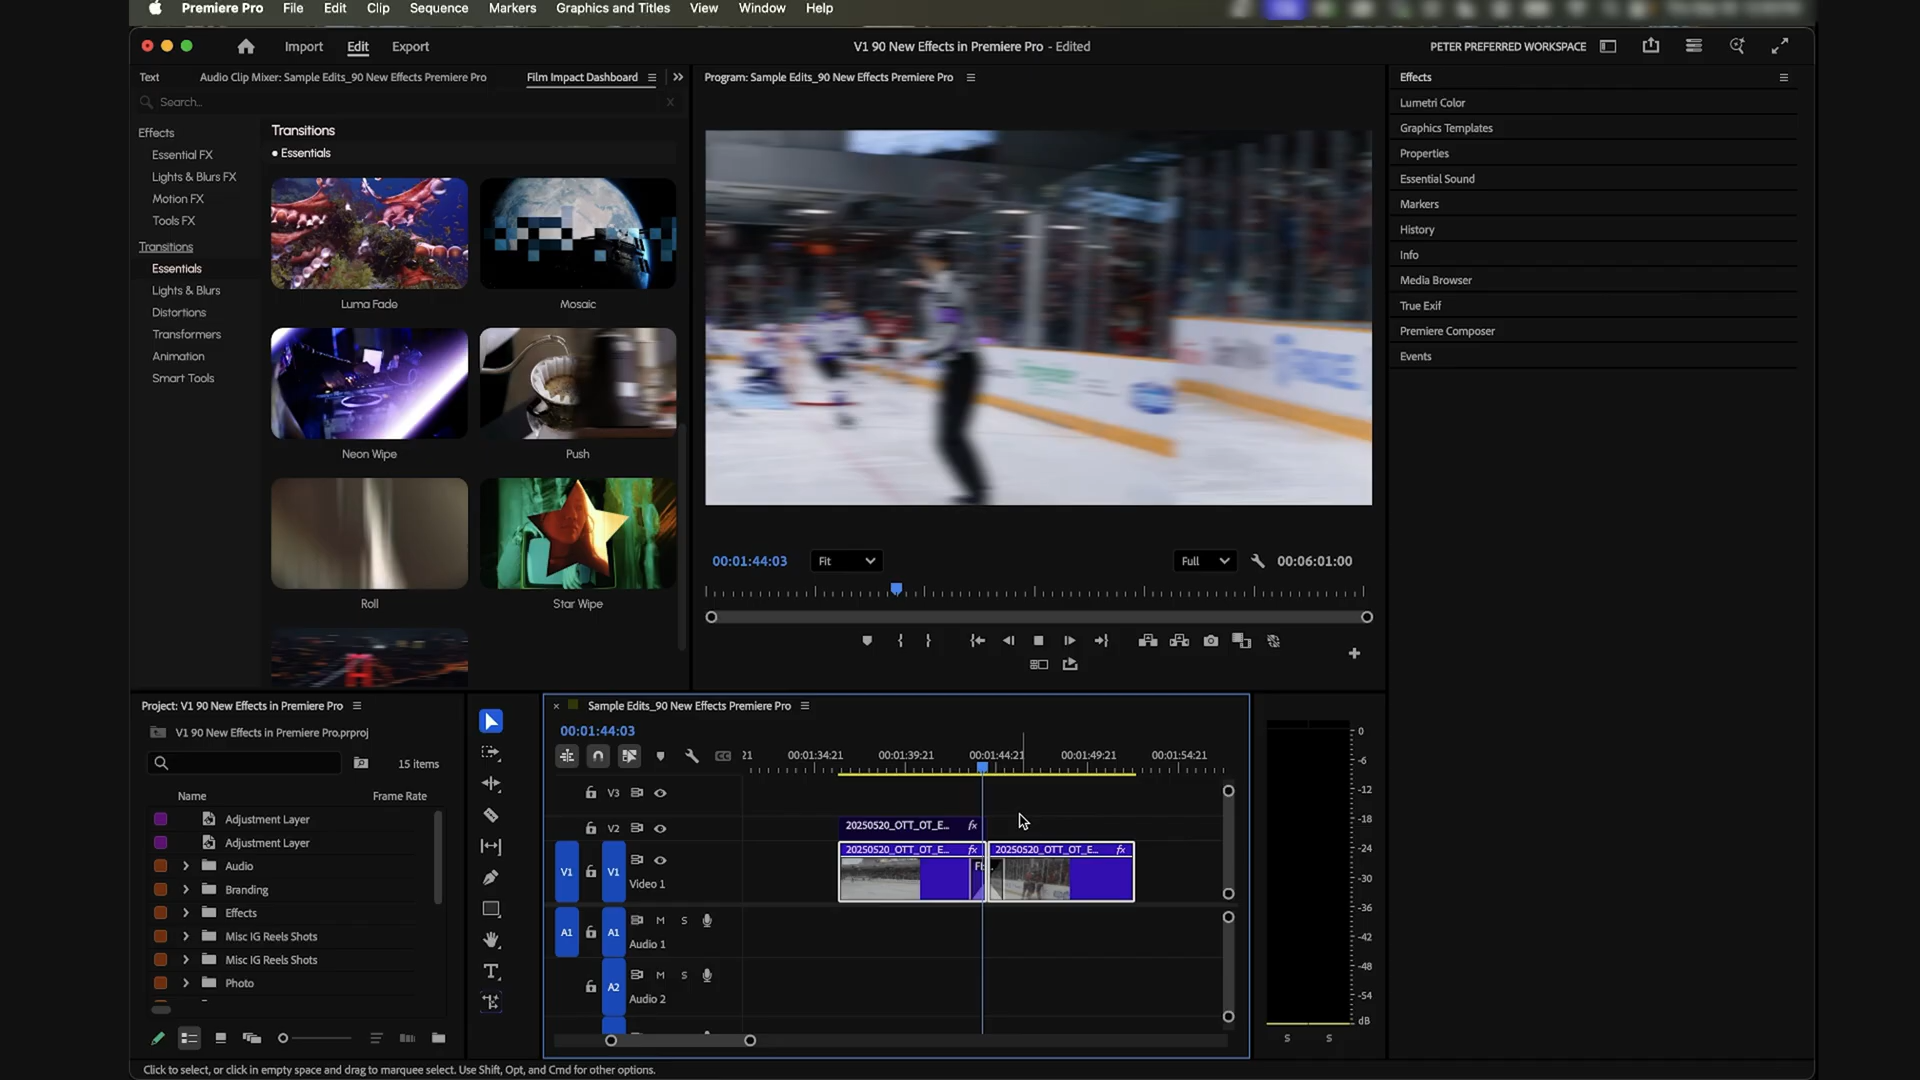 Premiere Pro File Edit Clip Sequence Markers Graphics and Titles View Window Help
Import Edit Export
V1 90 New Effects in Premiere Pro - Edited
PETER PREFERRED WORKSPACE
Text Audio Clip Mixer: Sample Edits_90 New Effects Premiere Pro Film Impact Dashboard
Search...
Effects
Essential FX
Lights & Blurs FX
Motion FX
Tools FX
Transitions
Essentials
Lights & Blurs
Distortions
Transformers
Animation
Smart Tools
Transitions
Essentials
Luma Fade
Mosaic
Neon Wipe
Push
Roll
Star Wipe
Program: Sample Edits_90 New Effects Premiere Pro
00:01:44:03
Fit
Full
00:06:01:00
Effects
Lumetri Color
Graphics Templates
Properties
Essential Sound
Markers
History
Info
Media Browser
True Exif
Premiere Composer
Events
Project: V1 90 New Effects in Premiere Pro
V1 90 New Effects in Premiere Pro.prproj
15 items
Name Frame Rate
Adjustment Layer
Adjustment Layer
Audio
Branding
Effects
Misc IG Reels Shots
Misc IG Reels Shots
Photo
Sample Edits_90 New Effects Premiere Pro
00:01:44:03
:21 00:01:34:21 00:01:39:21 00:01:44:21 00:01:49:21 00:01:54:21
V3
V2
20250520_OTT_OT_E... fx
20250520_OTT_OT_E... fx
20250520_OTT_OT_E... fx
V1 V1
Video 1
A1 A1 M S
Audio 1
A2 M S
Audio 2
0
-6
-12
-18
-24
-30
-36
-42
-48
-54
dB
S S
Click to select, or click in empty space and drag to marquee select. Use Shift, Opt, and Cmd for other options.